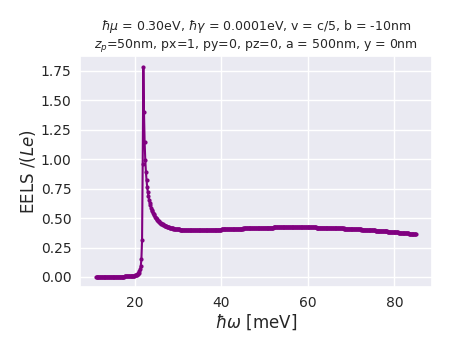 ℏμ = 0.30eV, ℏγ = 0.0001eV, v = c/5, b = -10nm
z_p=50nm, px=1, py=0, pz=0, a = 500nm, y = 0nm
EELS /(Le)
1.75
1.50
1.25
1.00
0.75
0.50
0.25
0.00
20 40 60 80
ℏω [meV]